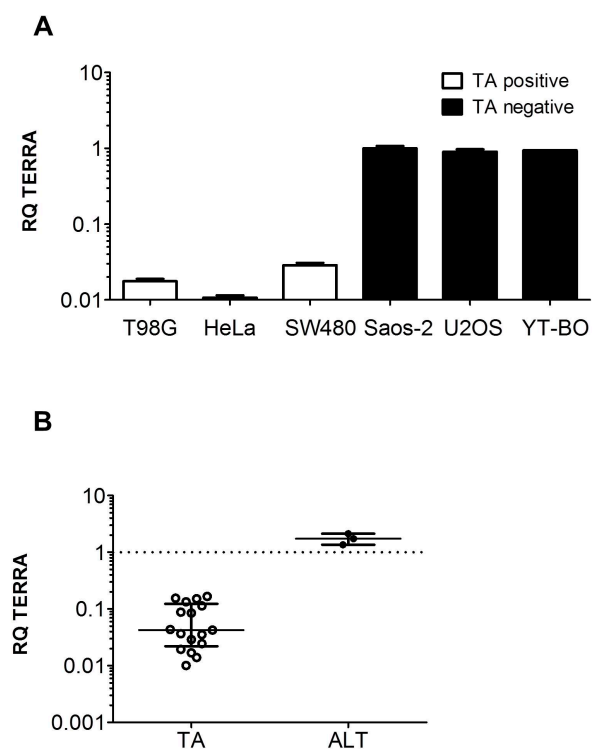 A
RQ TERRA
10
1
0.1
0.01
TA positive
TA negative
T98G HeLa SW480 Saos-2 U2OS YT-BO
B
RQ TERRA
10
1
0.1
0.01
0.001
TA ALT